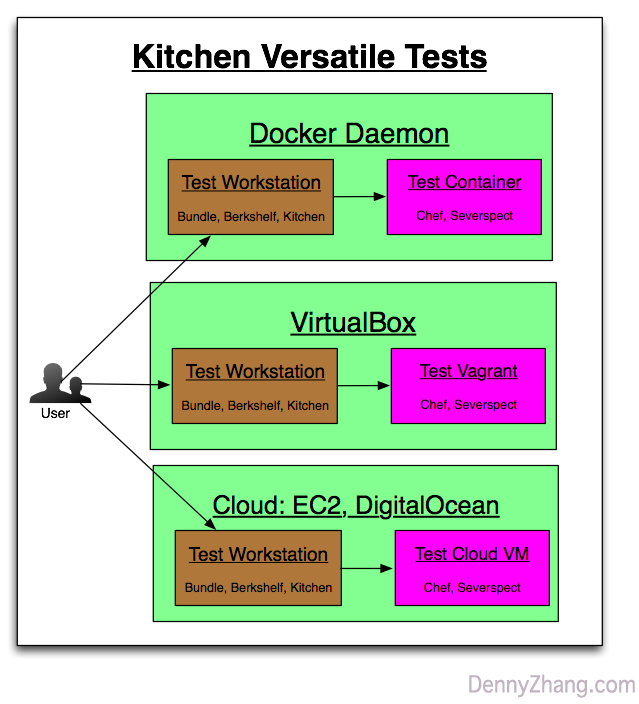 Kitchen Versatile Tests
Docker Daemon
Test Workstation
Bundle, Berkshelf, Kitchen
Test Container
Chef, Severspect
VirtualBox
Test Workstation
Bundle, Berkshelf, Kitchen
Test Vagrant
Chef, Severspect
User
Cloud: EC2, DigitalOcean
Test Workstation
Bundle, Berkshelf, Kitchen
Test Cloud VM
Chef, Severspect
DennyZhang.com